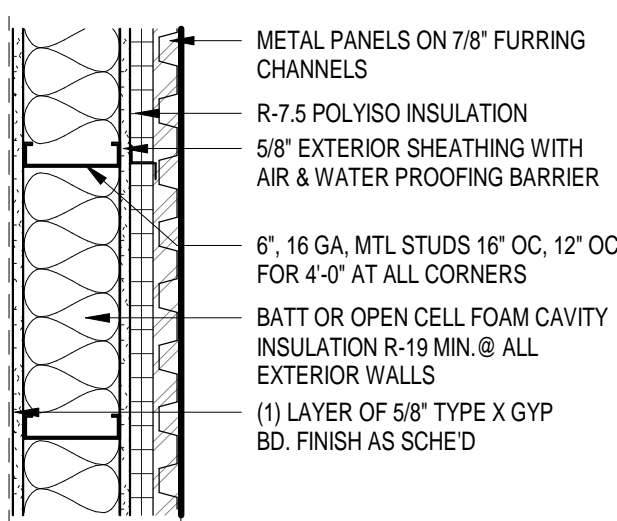 METAL PANELS ON 7/8" FURRING
CHANNELS
R-7.5 POLYISO INSULATION
5/8" EXTERIOR SHEATHING WITH
AIR & WATER PROOFING BARRIER
6", 16 GA, MTL STUDS 16" OC, 12" OC
FOR 4'-0" AT ALL CORNERS
BATT OR OPEN CELL FOAM CAVITY
INSULATION R-19 MIN.@ ALL
EXTERIOR WALLS
(1) LAYER OF 5/8" TYPE X GYP
BD. FINISH AS SCHE'D